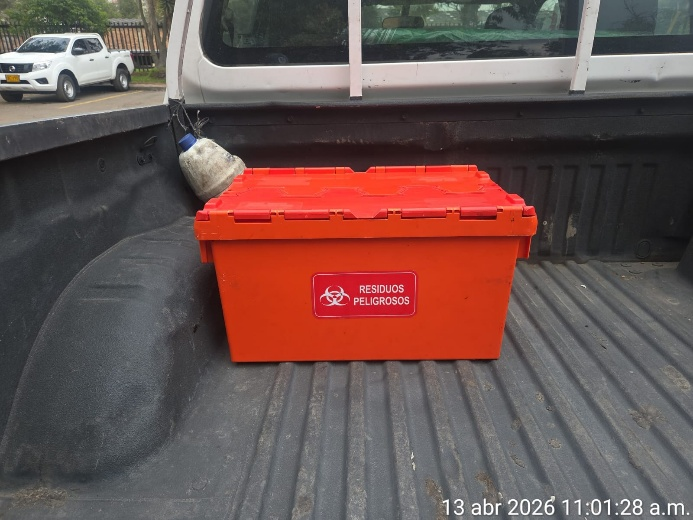 RESIDUOS
PELIGROSOS
13 abr 2026 11:01:28 a.m.